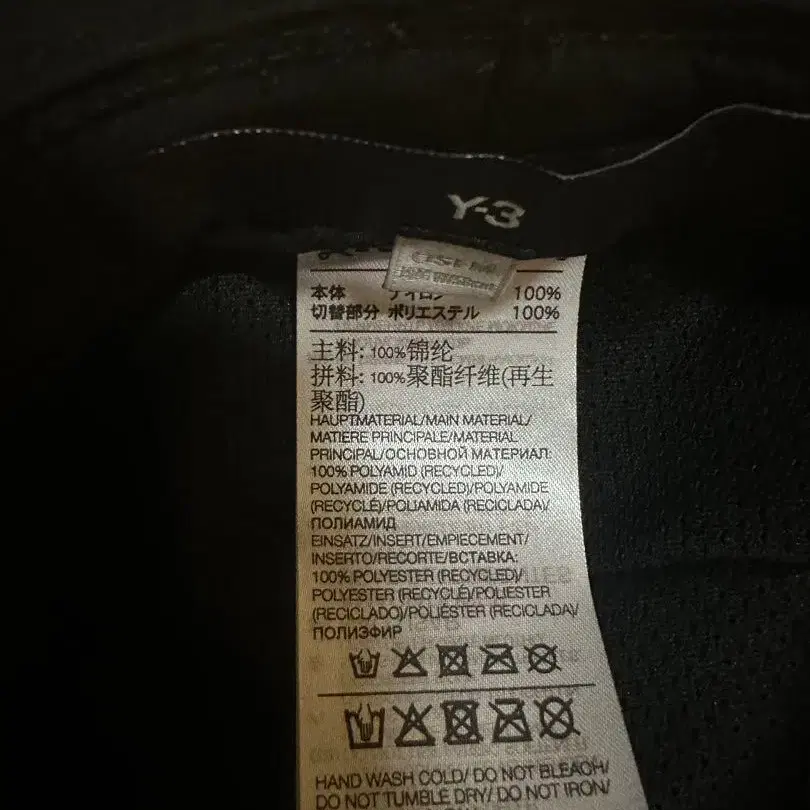 Y-3
OSFM
本体 ナイロン 100%
切替部分 ポリエステル 100%
主料: 100%锦纶
拼料: 100%聚酯纤维(再生
聚酯)
HAUPTMATERIAL/MAIN MATERIAL/
MATIERE PRINCIPALE/MATERIAL
PRINCIPAL/ОСНОВНОЙ МАТЕРИАЛ:
100% POLYAMID (RECYCLED)/
POLYAMIDE (RECYCLED)/POLYAMIDE
(RECYCLÉ)/POLIAMIDA (RECICLADA)/
ПОЛИАМИД
EINSATZ/INSERT/EMPIECEMENT/
INSERTO/RECORTE/ВСТАВКА:
100% POLYESTER (RECYCLED)/
POLYESTER (RECYCLÉ)/POLIESTER
(RECICLADO)/POLIÉSTER (RECICLADA)/
ПОЛИЭФИР
HAND WASH COLD/ DO NOT BLEACH/
DO NOT TUMBLE DRY/ DO NOT IRON/